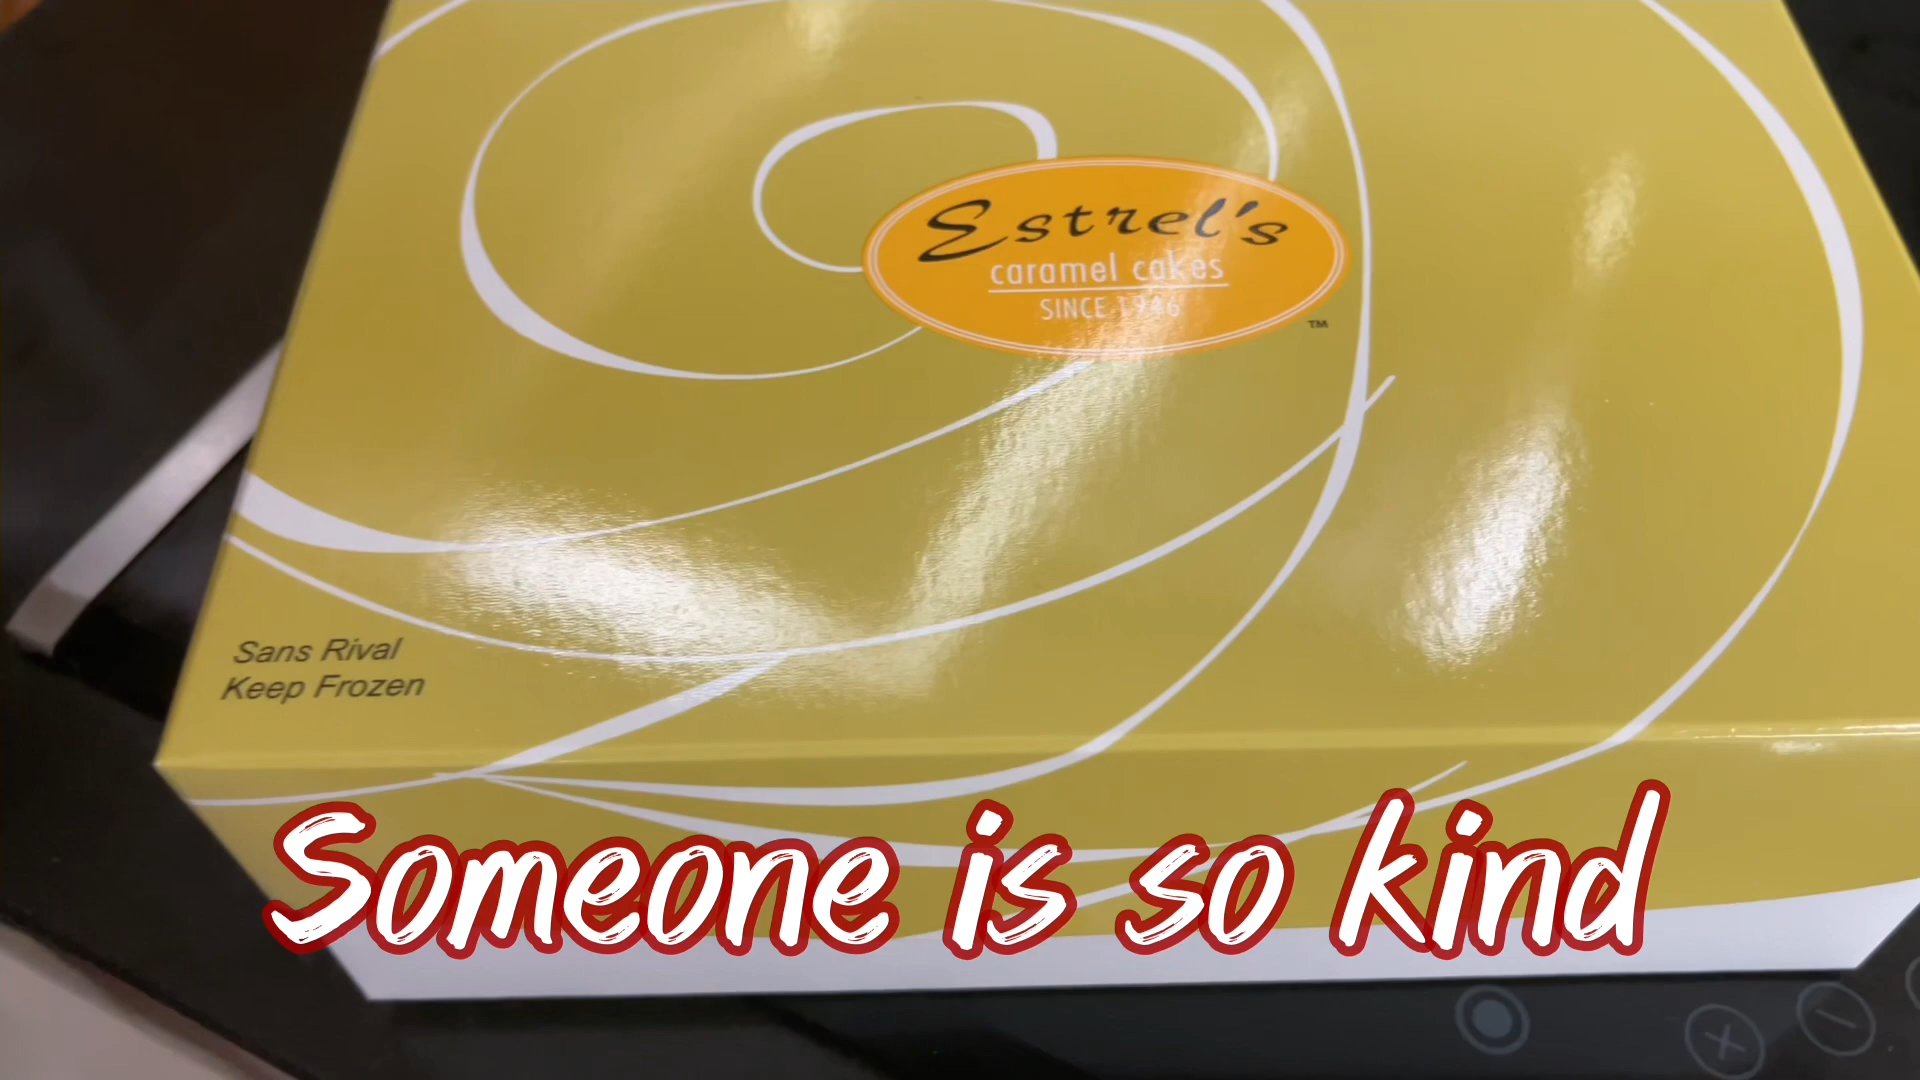 Estrel's
caramel cakes
SINCE 1946
TM
Sans Rival
Keep Frozen
Someone is so kind